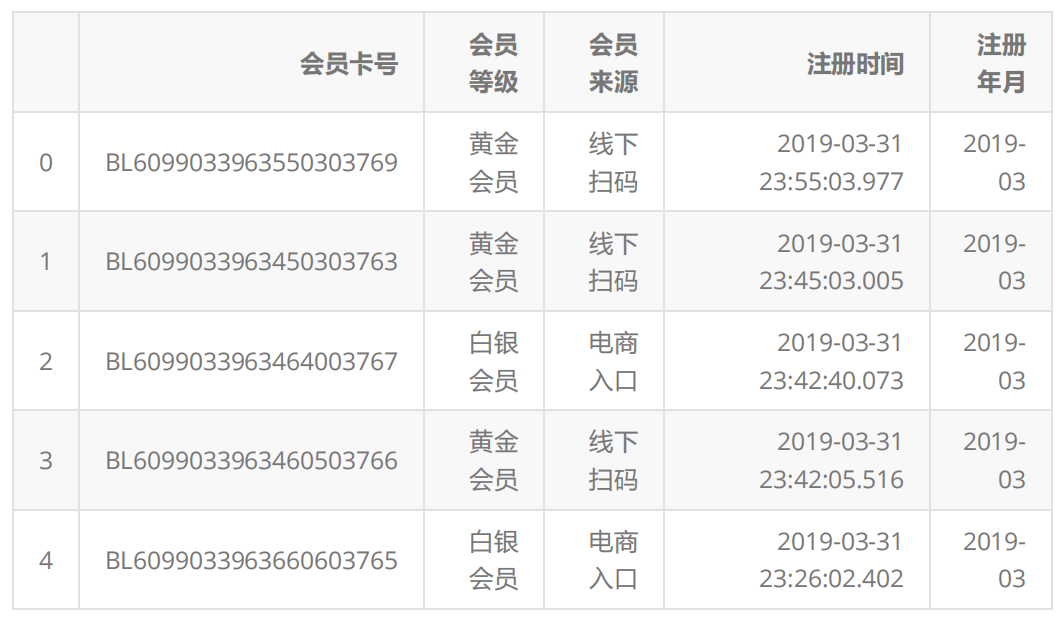 会员卡号 会员等级 会员来源 注册时间 注册年月
0 BL6099033963550303769 黄金会员 线下扫码 2019-03-31 23:55:03.977 2019-03
1 BL6099033963450303763 黄金会员 线下扫码 2019-03-31 23:45:03.005 2019-03
2 BL6099033963464003767 白银会员 电商入口 2019-03-31 23:42:40.073 2019-03
3 BL6099033963460503766 黄金会员 线下扫码 2019-03-31 23:42:05.516 2019-03
4 BL6099033963660603765 白银会员 电商入口 2019-03-31 23:26:02.402 2019-03